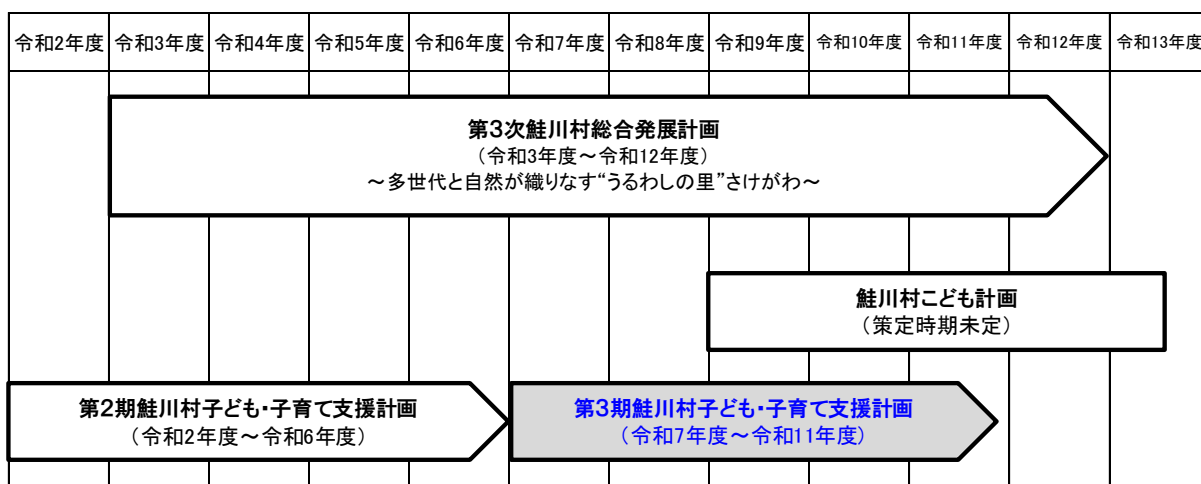 令和2年度 令和3年度 令和4年度 令和5年度 令和6年度 令和7年度 令和8年度 令和9年度 令和10年度 令和11年度 令和12年度 令和13年度
第3次鮭川村総合発展計画
（令和3年度～令和12年度）
～多世代と自然が織りなす“うるわしの里”さけがわ～
鮭川村こども計画
（策定時期未定）
第2期鮭川村子ども・子育て支援計画
（令和2年度～令和6年度）
第3期鮭川村子ども・子育て支援計画
（令和7年度～令和11年度）